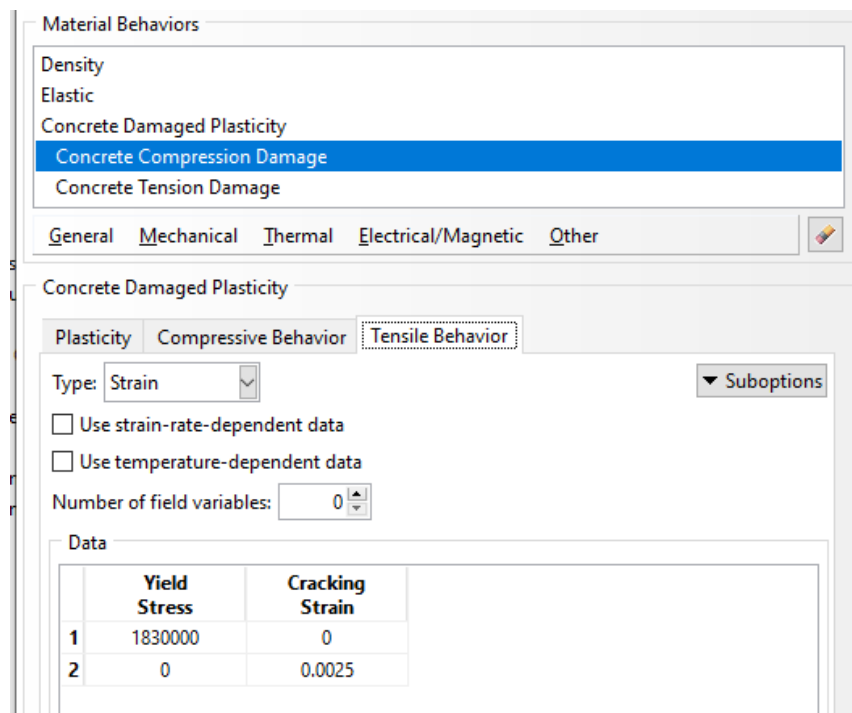 Material Behaviors
Density
Elastic
Concrete Damaged Plasticity
Concrete Compression Damage
Concrete Tension Damage
General Mechanical Thermal Electrical/Magnetic Other
Concrete Damaged Plasticity
Plasticity Compressive Behavior Tensile Behavior
Type: Strain Suboptions
Use strain-rate-dependent data
Use temperature-dependent data
Number of field variables: 0
Data
Yield Cracking
Stress Strain
1 1830000 0
2 0 0.0025